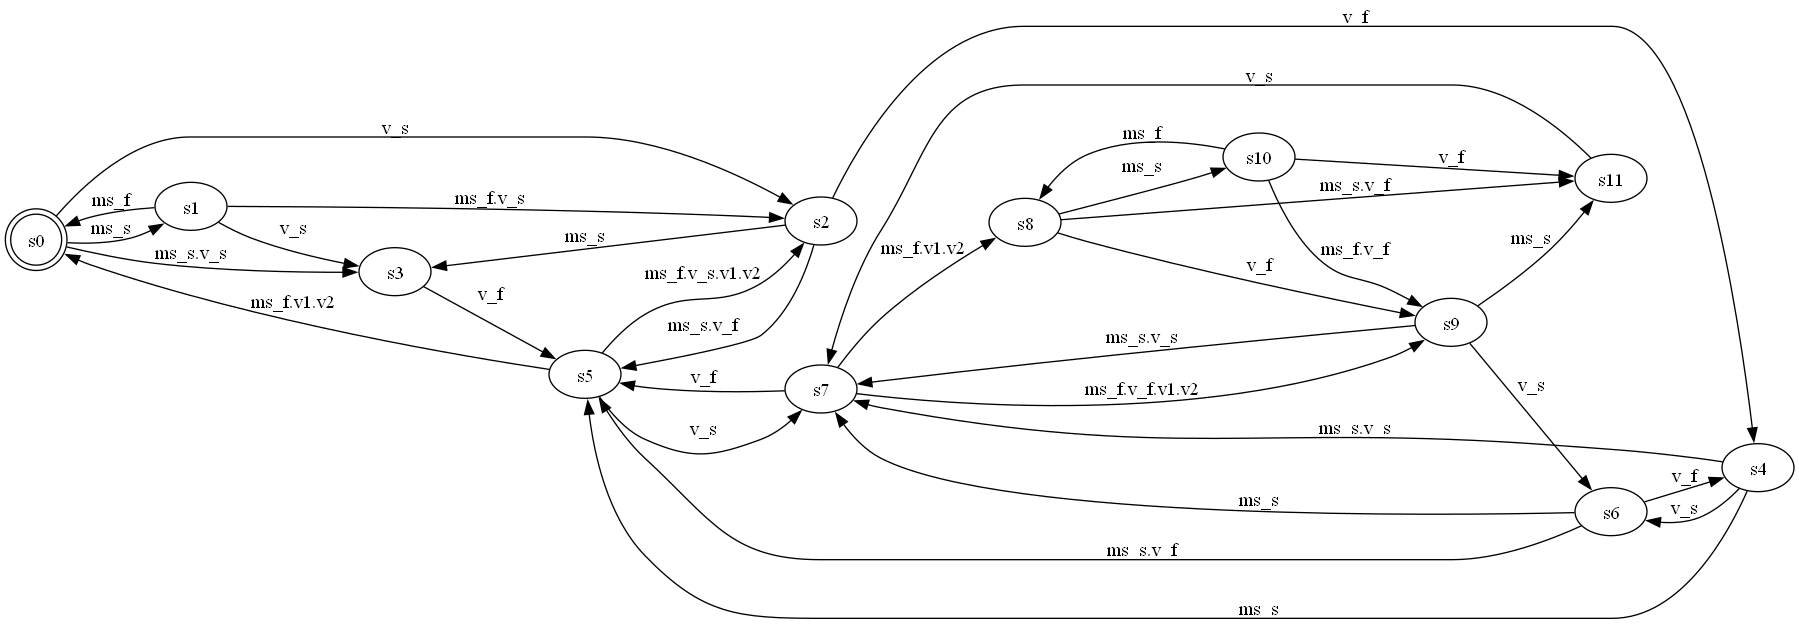 v_f
v_s
v_s
ms_f
v_f
s10
ms_s
s11
ms_s.v_f
ms_f
s1
ms_f.v_s
s2
s8
ms_s
v_s
ms_s
s0
ms_s.v_s
s3
ms_f.v1.v2
ms_f.v_f
ms_s
v_f
ms_f.v_s.v1.v2
v_f
ms_f.v1.v2
ms_s.v_f
s9
ms_s.v_s
s5
v_f
s7
ms_f.v_f.v1.v2
v_s
v_s
ms_s.v_s
s4
v_f
ms_s
v_s
s6
ms_s.v_f
ms_s